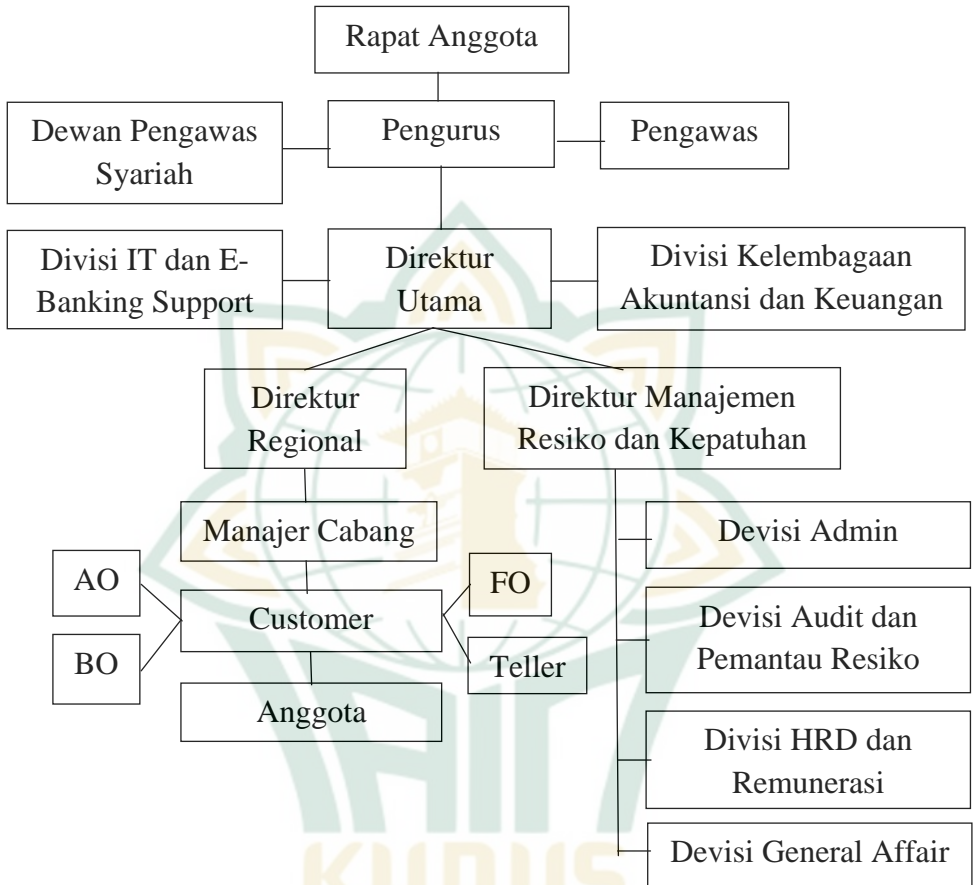 Rapat Anggota
Dewan Pengawas
Syariah
Pengurus
Pengawas
Divisi IT dan E-
Banking Support
Direktur
Utama
Divisi Kelembagaan
Akuntansi dan Keuangan
Direktur
Regional
Direktur Manajemen
Resiko dan Kepatuhan
Manajer Cabang
AO
BO
Customer
FO
Teller
Anggota
Devisi Admin
Devisi Audit dan
Pemantau Resiko
Divisi HRD dan
Remunerasi
Devisi General Affair
IAIN
KUDUS